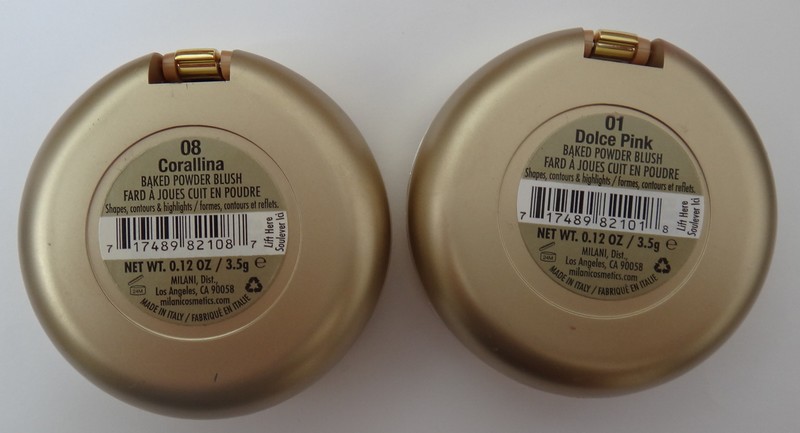 08
Corallina
BAKED POWDER BLUSH
FARD À JOUES CUIT EN POUDRE
Shapes, contours & highlights / formes, contours et reflets.
7 17489 82108 7
Lift Here
Soulever Ici
NET WT. 0.12 OZ / 3.5g e
24M
MILANI, Dist.,
Los Angeles, CA 90058
milanicosmetics.com
MADE IN ITALY / FABRIQUÉ EN ITALIE
01
Dolce Pink
BAKED POWDER BLUSH
FARD À JOUES CUIT EN POUDRE
Shapes, contours & highlights / formes, contours et reflets.
7 17489 82101 8
Lift Here
Soulever Ici
NET WT. 0.12 OZ / 3.5g e
24M
MILANI, Dist.,
Los Angeles, CA 90058
milanicosmetics.com
MADE IN ITALY / FABRIQUÉ EN ITALIE